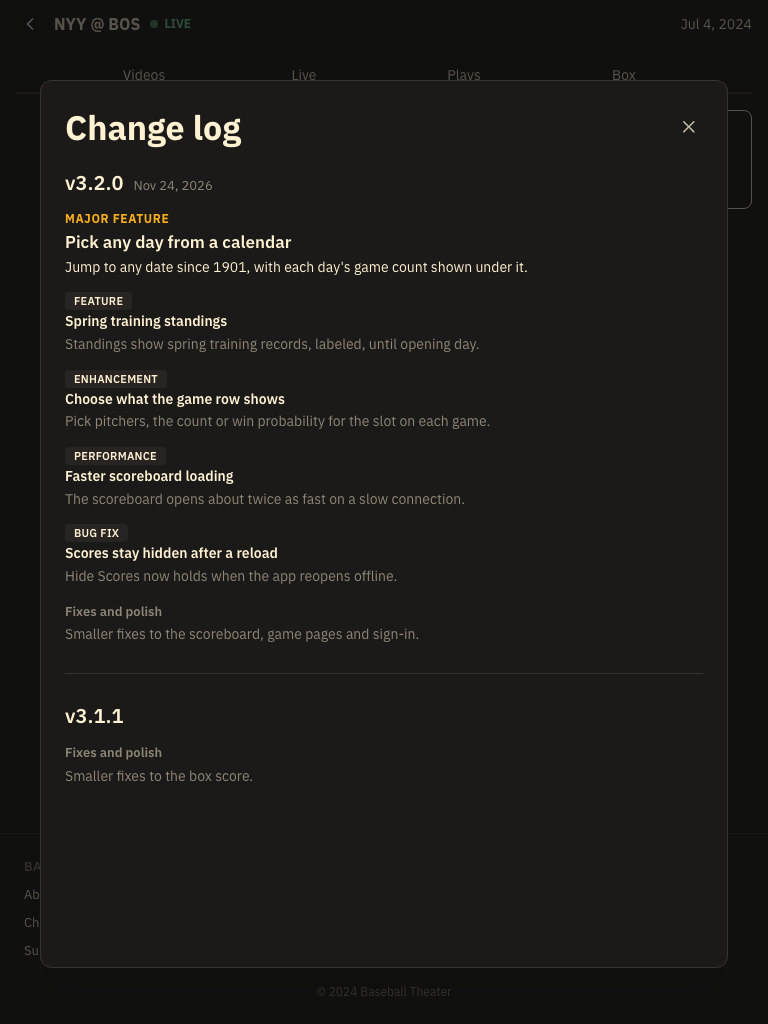 NYY @ BOS LIVE Jul 4, 2024
Videos Live Plays Box
Change log
v3.2.0 Nov 24, 2026
MAJOR FEATURE
Pick any day from a calendar
Jump to any date since 1901, with each day's game count shown under it.
FEATURE
Spring training standings
Standings show spring training records, labeled, until opening day.
ENHANCEMENT
Choose what the game row shows
Pick pitchers, the count or win probability for the slot on each game.
PERFORMANCE
Faster scoreboard loading
The scoreboard opens about twice as fast on a slow connection.
BUG FIX
Scores stay hidden after a reload
Hide Scores now holds when the app reopens offline.
Fixes and polish
Smaller fixes to the scoreboard, game pages and sign-in.
v3.1.1
Fixes and polish
Smaller fixes to the box score.
BA
Ab
Ch
Su
© 2024 Baseball Theater